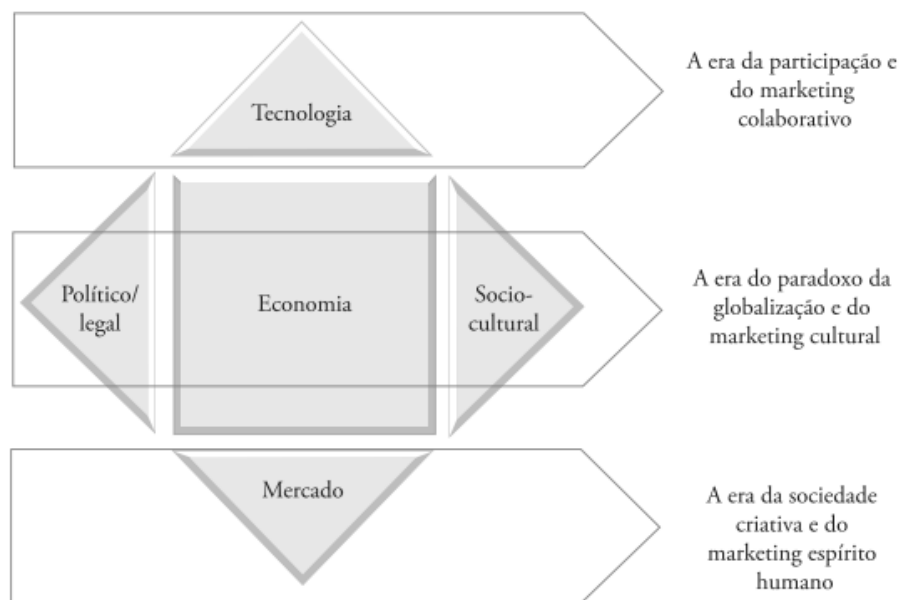 Tecnologia
A era da participação e
do marketing
colaborativo
Político/
legal
Economia
Socio-
cultural
A era do paradoxo da
globalização e do
marketing cultural
Mercado
A era da sociedade
criativa e do
marketing espírito
humano